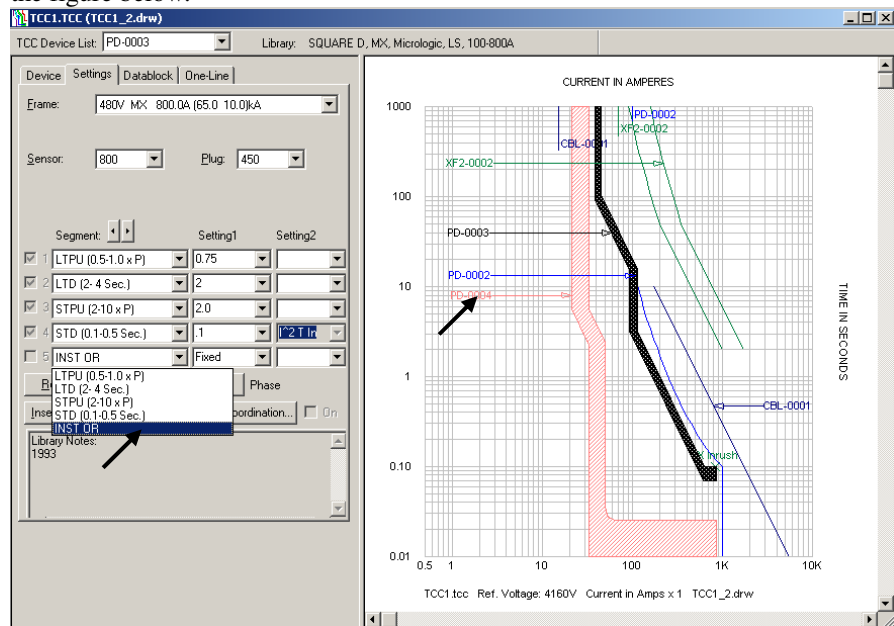 the figure below.
TCC1.TCC (TCC1_2.drw)
TCC Device List: PD-0003 Library: SQUARE D, MX, Micrologic, LS, 100-800A
Device Settings Datablock One-Line
Frame: 480V MX 800.0A (65.0 10.0)kA
Sensor: 800 Plug: 450
Segment: Setting1 Setting2
1 LTPU (0.5-1.0 x P) 0.75
2 LTD (2- 4 Sec.) 2
3 STPU (2-10 x P) 2.0
4 STD (0.1-0.5 Sec.) .1 I^2 T In
5 INST OR Fixed
LTPU (0.5-1.0 x P)
LTD (2- 4 Sec.)
STPU (2-10 x P)
STD (0.1-0.5 Sec.)
INST OR
Phase
On
Library Notes:
1993
CURRENT IN AMPERES
1000
100
10
1
0.10
0.01
PD-0002
XF2-0002
CBL-0001
XF2-0002
PD-0003
PD-0002
PD-0004
CBL-0001
X Inrush
TIME IN SECONDS
0.5 1 10 100 1K 10K
TCC1.tcc Ref. Voltage: 4160V Current in Amps x 1 TCC1_2.drw